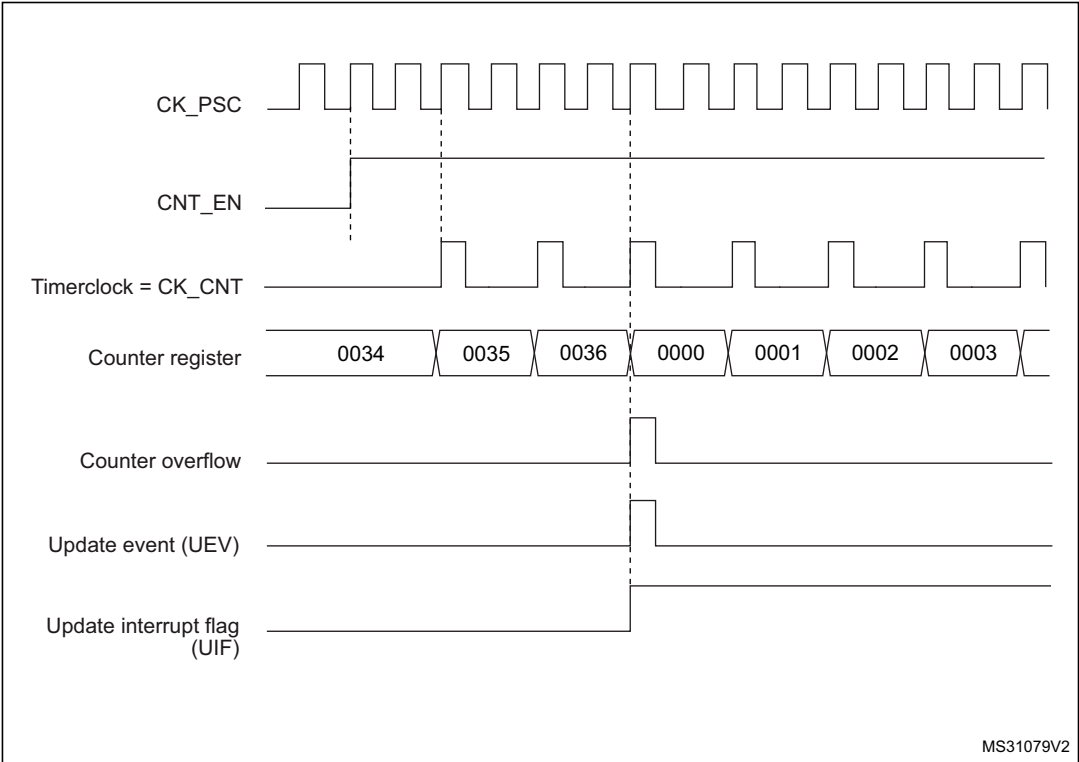 CK_PSC
CNT_EN
Timerclock = CK_CNT
Counter register
0034 0035 0036 0000 0001 0002 0003
Counter overflow
Update event (UEV)
Update interrupt flag
(UIF)
MS31079V2